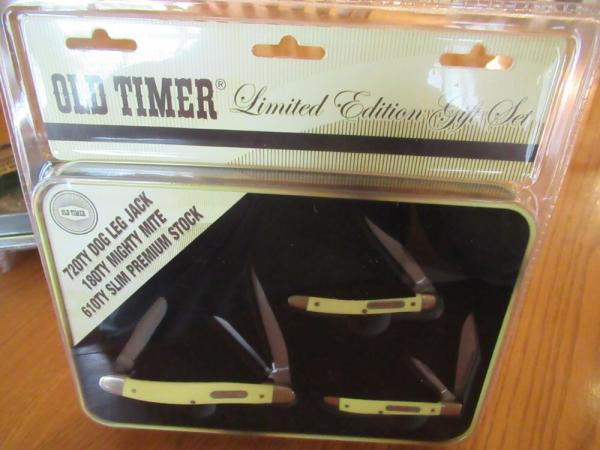 OLD TIMER® Limited Edition Gift Set
OLD TIMER
72OTY DOG LEG JACK
18OTY MIGHTY MITE
61OTY SLIM PREMIUM STOCK